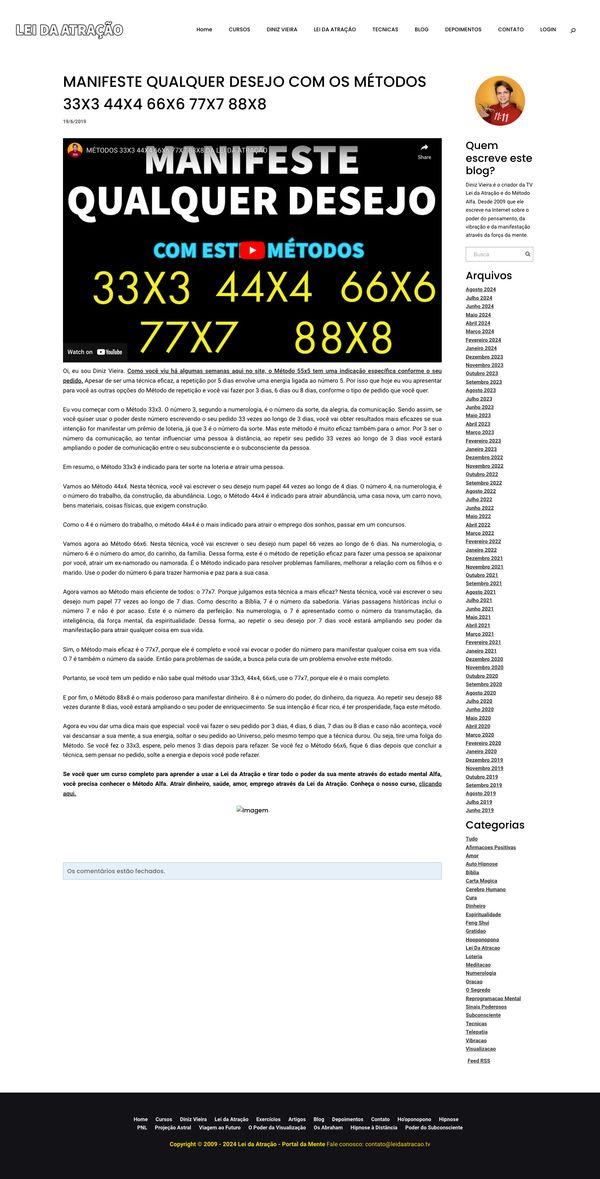 LEI DA ATRAÇÃO
Home CURSOS DINIZ VIEIRA LEI DA ATRAÇÃO TECNICAS BLOG DEPOIMENTOS CONTATO LOGIN
MANIFESTE QUALQUER DESEJO COM OS MÉTODOS
33X3 44X4 66X6 77X7 88X8
19/6/2019
MÉTODOS 33X3 44X4 66X6 77X7 88X8 DA LEI DA ATRAÇÃO
Share
MANIFESTE
QUALQUER DESEJO
COM EST MÉTODOS
33X3 44X4 66X6
77X7 88X8
Watch on YouTube
Oi, eu sou Diniz Vieira. Como você viu há algumas semanas aqui no site, o Método 55x5 tem uma indicação específica conforme o seu
pedido. Apesar de ser uma técnica eficaz, a repetição por 5 dias envolve uma energia ligada ao número 5. Por isso que hoje eu vou apresentar
para você as outras opções do Método de repetição e você vai fazer por 3 dias, 6 dias ou 8 dias, conforme o tipo de pedido que você quer.
Eu vou começar com o Método 33x3. O número 3, segundo a numerologia, é o número da sorte, da alegria, da comunicação. Sendo assim, se
você quiser usar o poder deste número escrevendo o seu pedido 33 vezes ao longo de 3 dias, você vai obter resultados mais eficazes se sua
intenção for manifestar um prêmio de loteria, já que 3 é o número da sorte. Mas este método é muito eficaz também para o amor. Por 3 ser o
número da comunicação, ao tentar influenciar uma pessoa à distância, ao repetir seu pedido 33 vezes ao longo de 3 dias você estará
ampliando o poder de comunicação entre o seu subconsciente e o subconsciente da pessoa.
Em resumo, o Método 33x3 é indicado para ter sorte na loteria e atrair uma pessoa.
Vamos ao Método 44x4. Nesta técnica, você vai escrever o seu desejo num papel 44 vezes ao longo de 4 dias. O número 4, na numerologia, é
o número do trabalho, da construção, da abundância. Logo, o Método 44x4 é indicado para atrair abundância, uma casa nova, um carro novo,
bens materiais, coisas físicas, que exigem construção.
Como o 4 é o número do trabalho, o método 44x4 é o mais indicado para atrair o emprego dos sonhos, passar em um concurso.
Vamos agora ao Método 66x6. Nesta técnica, você vai escrever o seu desejo num papel 66 vezes ao longo de 6 dias. Na numerologia, o
número 6 é o número do amor, do carinho, da família. Dessa forma, este é o método de repetição eficaz para fazer uma pessoa se apaixonar
por você, atrair um ex-namorado ou namorada. É o Método indicado para resolver problemas familiares, melhorar a relação com os filhos e o
marido. Use o poder do número 6 para trazer harmonia e paz para a sua casa.
Agora vamos ao Método mais eficiente de todos: o 77x7. Porque julgamos esta técnica a mais eficaz? Nesta técnica, você vai escrever o seu
desejo num papel 77 vezes ao longo de 7 dias. Como descrito a Bíblia, 7 é o número da sabedoria. Várias passagens históricas inclui o
número 7 e não é por acaso. Este é o número da perfeição. Na numerologia, o 7 é apresentado como o número da transmutação, da
inteligência, da força mental, da espiritualidade. Dessa forma, ao repetir o seu desejo por 7 dias você estará ampliando seu poder de
manifestação para atrair qualquer coisa em sua vida.
Sim, o Método mais eficaz é o 77x7, porque ele é completo e você vai evocar o poder do número para manifestar qualquer coisa em sua vida.
O 7 é também o número da saúde. Então para problemas de saúde, a busca pela cura de um problema envolve este método.
Portanto, se você tem um pedido e não sabe qual método usar 33x3, 44x4, 66x6, use o 77x7, porque ele é o mais completo.
E por fim, o Método 88x8 é o mais poderoso para manifestar dinheiro. 8 é o número do poder, do dinheiro, da riqueza. Ao repetir seu desejo 88
vezes durante 8 dias, você estará ampliando o seu poder de enriquecimento. Se sua intenção é ficar rico, é ter prosperidade, faça este método.
Agora eu vou dar uma dica mais que especial: você vai fazer o seu pedido por 3 dias, 4 dias, 6 dias, 7 dias ou 8 dias e caso não aconteça, você
vai descansar a sua mente, a sua energia, soltar o seu pedido ao Universo, pelo mesmo tempo que a técnica durou. Ou seja, tire uma folga do
Método. Se você fez o 33x3, espere, pelo menos 3 dias depois para refazer. Se você fez o Método 66x6, fique 6 dias depois que concluir a
técnica, sem pensar no pedido, solte a energia e depois você pode refazer.
Se você quer um curso completo para aprender a usar a Lei da Atração e tirar todo o poder da sua mente através do estado mental Alfa,
você precisa conhecer o Método Alfa. Atrair dinheiro, saúde, amor, emprego através da Lei da Atração. Conheça o nosso curso, clicando
aqui.
Imagem
Os comentários estão fechados.
11:11
Quem
escreve este
blog?
Diniz Vieira é o criador da TV
Lei da Atração e do Método
Alfa. Desde 2009 que ele
escreve na Internet sobre o
poder do pensamento, da
vibração e da manifestação
através da força da mente.
Busca
Arquivos
Agosto 2024
Julho 2024
Junho 2024
Maio 2024
Abril 2024
Março 2024
Fevereiro 2024
Janeiro 2024
Dezembro 2023
Novembro 2023
Outubro 2023
Setembro 2023
Agosto 2023
Julho 2023
Junho 2023
Maio 2023
Abril 2023
Março 2023
Fevereiro 2023
Janeiro 2023
Dezembro 2022
Novembro 2022
Outubro 2022
Setembro 2022
Agosto 2022
Julho 2022
Junho 2022
Maio 2022
Abril 2022
Março 2022
Fevereiro 2022
Janeiro 2022
Dezembro 2021
Novembro 2021
Outubro 2021
Setembro 2021
Agosto 2021
Julho 2021
Junho 2021
Maio 2021
Abril 2021
Março 2021
Fevereiro 2021
Janeiro 2021
Dezembro 2020
Novembro 2020
Outubro 2020
Setembro 2020
Agosto 2020
Julho 2020
Junho 2020
Maio 2020
Abril 2020
Março 2020
Fevereiro 2020
Janeiro 2020
Dezembro 2019
Novembro 2019
Outubro 2019
Setembro 2019
Agosto 2019
Julho 2019
Junho 2019
Categorias
Tudo
Afirmacoes Positivas
Amor
Auto Hipnose
Bíblia
Carta Magica
Cerebro Humano
Cura
Dinheiro
Espiritualidade
Feng Shui
Gratidao
Hooponopono
Lei Da Atracao
Loteria
Meditacao
Numerologia
Oracao
O Segredo
Reprogramacao Mental
Sinais Poderosos
Subconsciente
Tecnicas
Telepatia
Vibracao
Visualizacao
Feed RSS
Home Cursos Diniz Vieira Lei da Atração Exercícios Artigos Blog Depoimentos Contato Ho'oponopono Hipnose
PNL Projeção Astral Viagem ao Futuro O Poder da Visualização Os Abraham Hipnose à Distância Poder do Subconsciente
Copyright © 2009 - 2024 Lei da Atração - Portal da Mente Fale conosco: contato@leidaatracao.tv